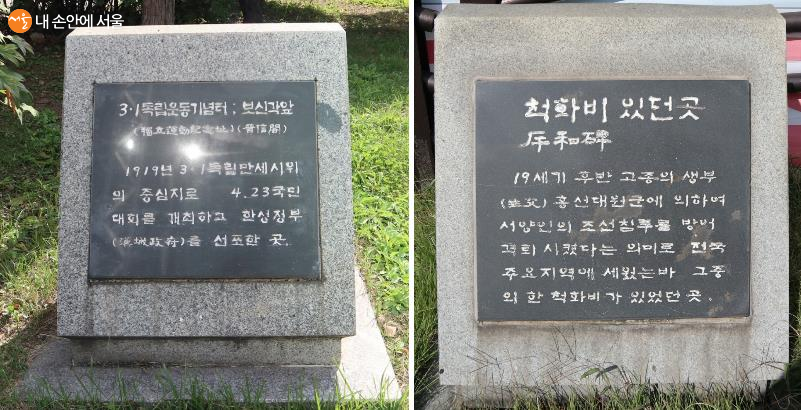 서울
내 손안에 서울
3·1독립운동기념터 ; 보신각앞
(獨立運動紀念址) (普信閣)
1919년 3·1독립만세시위
의 중심지로 4.23국민
대회를 개최하고 한성정부
(漢城政府)를 선포한 곳.
척화비 있던곳
斥和碑
19세기 후반 고종의 생부
(生父) 흥선대원군에 의하여
서양인의 조선침투를 방어
격퇴 시켰다는 의미로 전국
주요지역에 세웠는바 그중
의 한 척화비가 있었던 곳.